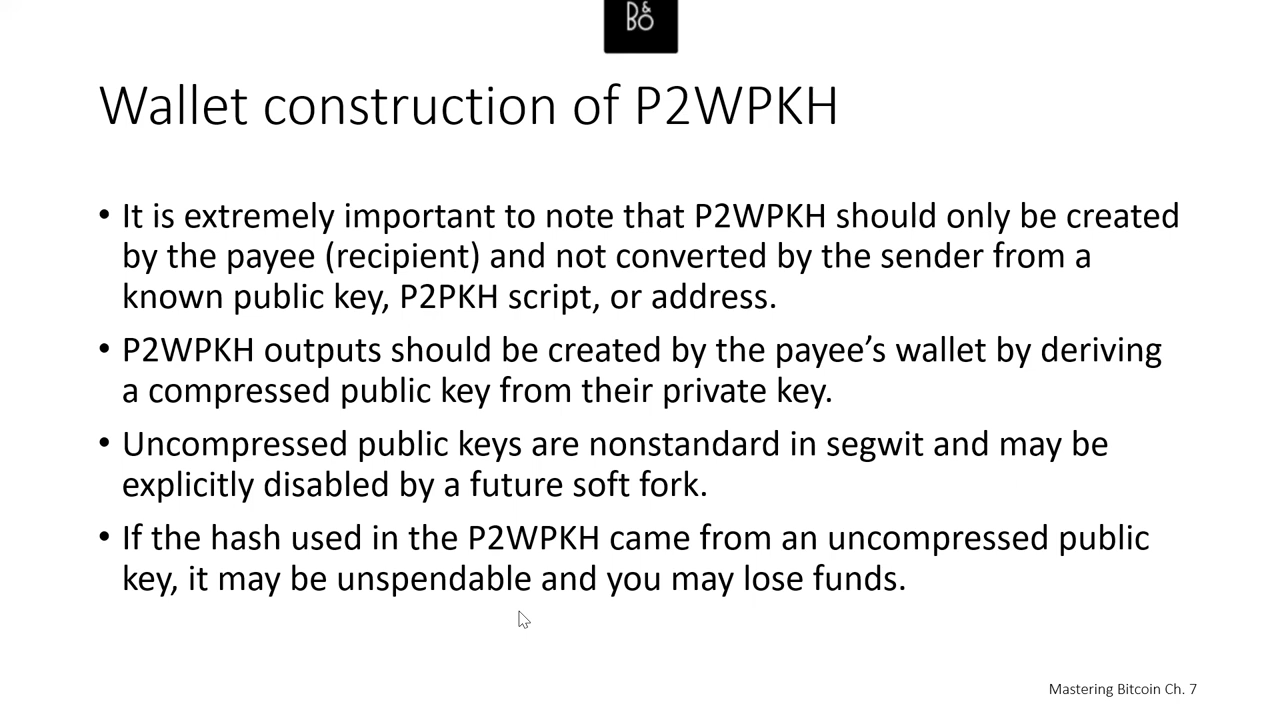 B&O
Wallet construction of P2WPKH
• It is extremely important to note that P2WPKH should only be created
by the payee (recipient) and not converted by the sender from a
known public key, P2PKH script, or address.
• P2WPKH outputs should be created by the payee’s wallet by deriving
a compressed public key from their private key.
• Uncompressed public keys are nonstandard in segwit and may be
explicitly disabled by a future soft fork.
• If the hash used in the P2WPKH came from an uncompressed public
key, it may be unspendable and you may lose funds.
Mastering Bitcoin Ch. 7